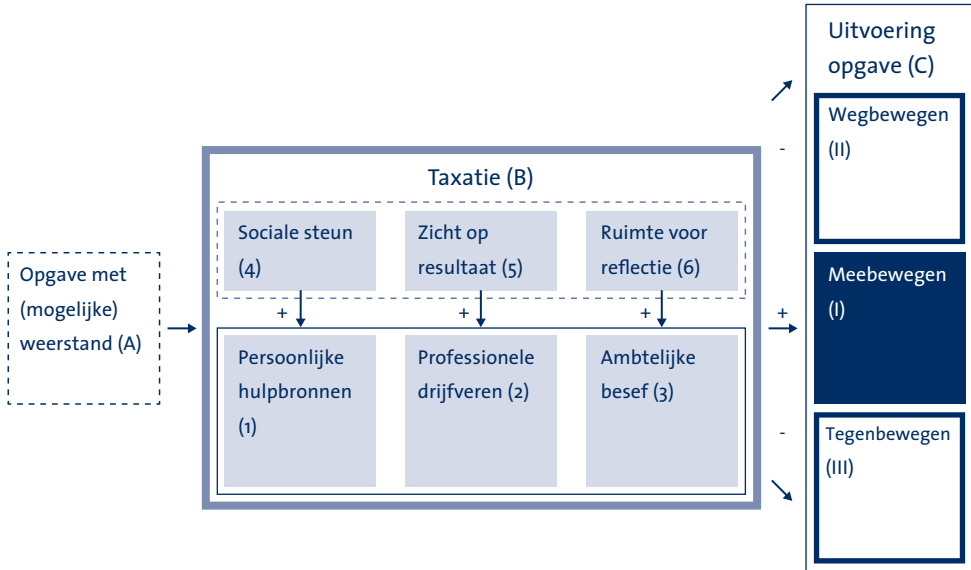 Opgave met
(mogelijke)
weerstand (A)
Taxatie (B)
Sociale steun
(4)
Zicht op
resultaat (5)
Ruimte voor
reflectie (6)
+
+
+
Persoonlijke
hulpbronnen
(1)
Professionele
drijfveren (2)
Ambtelijke
besef (3)
-
+
-
Uitvoering
opgave (C)
Wegbewegen
(II)
Meebewegen
(I)
Tegenbewegen
(III)